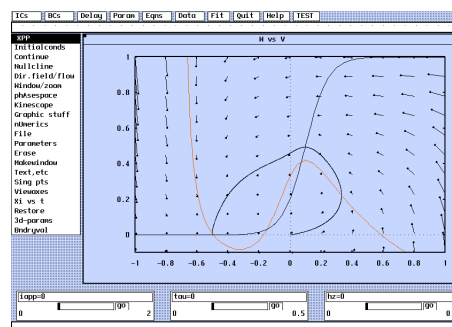 ICs BCs Delay Param Eqns Data Fit Quit Help TEST
XPP
Initialconds
Continue
Nullcline
Dir.field/flow
Window/zoom
phAsespace
Kinescope
Graphic stuff
nUmerics
File
Parameters
Erase
Makewindow
Text,etc
Sing pts
Viewaxes
Xi vs t
Restore
3d-params
Bndryval
W vs V
1
0.8
0.6
0.4
0.2
0
-1 -0.8 -0.6 -0.4 -0.2 0 0.2 0.4 0.6 0.8 1
iapp=0
go
0 2
tau=0
go
0 0.5
hz=0
go
0 0